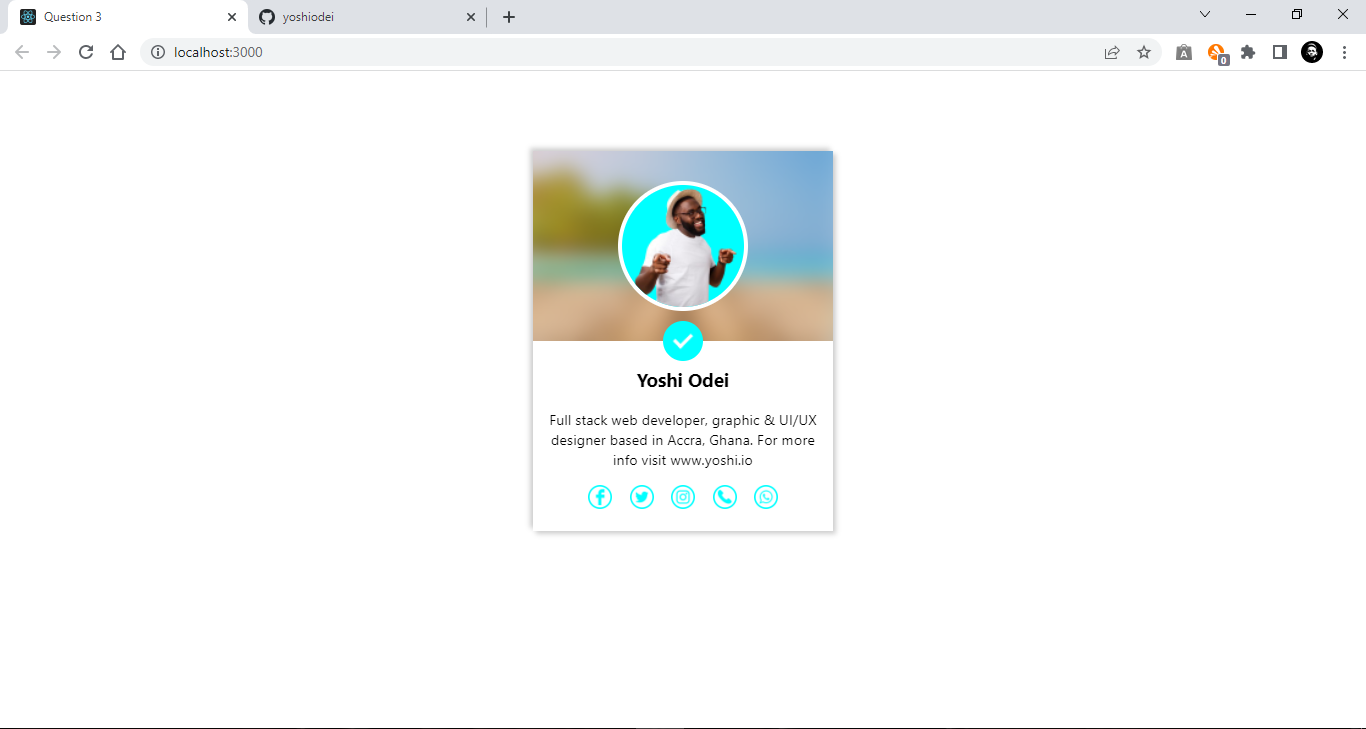 Question 3
yoshiodei
localhost:3000
A
0
Yoshi Odei
Full stack web developer, graphic & UI/UX
designer based in Accra, Ghana. For more
info visit www.yoshi.io